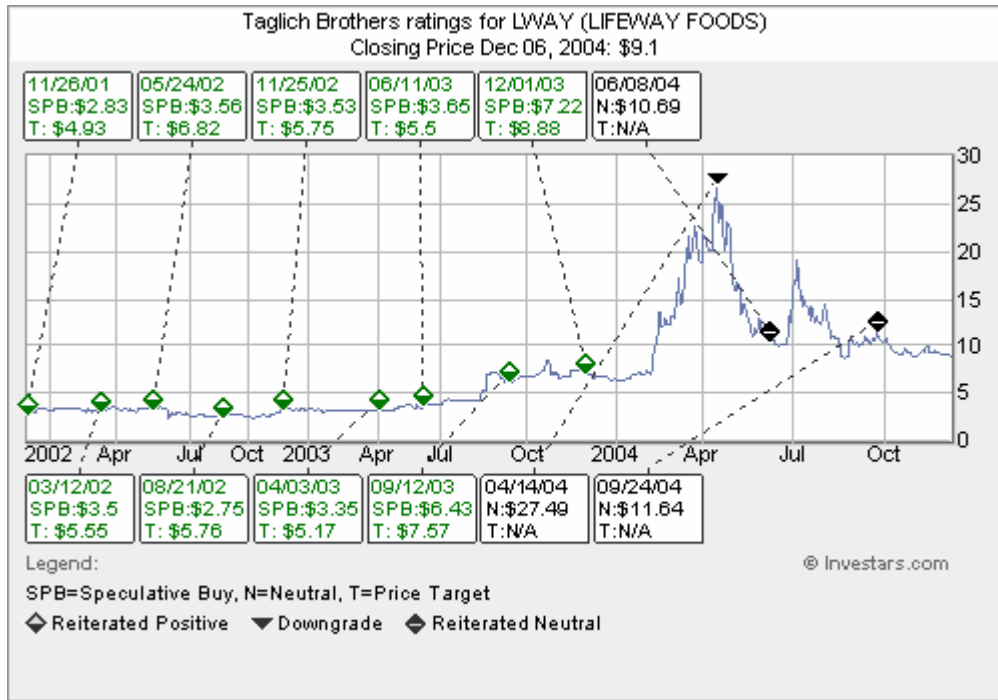 Taglich Brothers ratings for LWAY (LIFEWAY FOODS)
Closing Price Dec 06, 2004: $9.1
11/26/01
SPB:$2.83
T: $4.93
05/24/02
SPB:$3.56
T: $6.82
11/25/02
SPB:$3.53
T: $5.75
06/11/03
SPB:$3.65
T: $5.5
12/01/03
SPB:$7.22
T: $8.88
06/08/04
N:$10.69
T:N/A
30
25
20
15
10
5
0
2002 Apr Jul Oct 2003 Apr Jul Oct 2004 Apr Jul Oct
03/12/02
SPB:$3.5
T: $5.55
08/21/02
SPB:$2.75
T: $5.76
04/03/03
SPB:$3.35
T: $5.17
09/12/03
SPB:$6.43
T: $7.57
04/14/04
N:$27.49
T:N/A
09/24/04
N:$11.64
T:N/A
Legend:
© Investars.com
SPB=Speculative Buy, N=Neutral, T=Price Target
Reiterated Positive Downgrade Reiterated Neutral